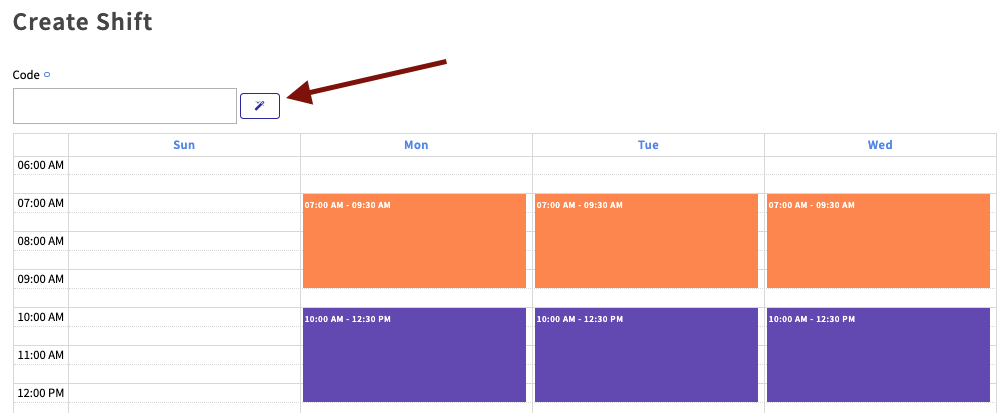 Create Shift
Code
Sun Mon Tue Wed
06:00 AM
07:00 AM
07:00 AM - 09:30 AM 07:00 AM - 09:30 AM 07:00 AM - 09:30 AM
08:00 AM
09:00 AM
10:00 AM
10:00 AM - 12:30 PM 10:00 AM - 12:30 PM 10:00 AM - 12:30 PM
11:00 AM
12:00 PM